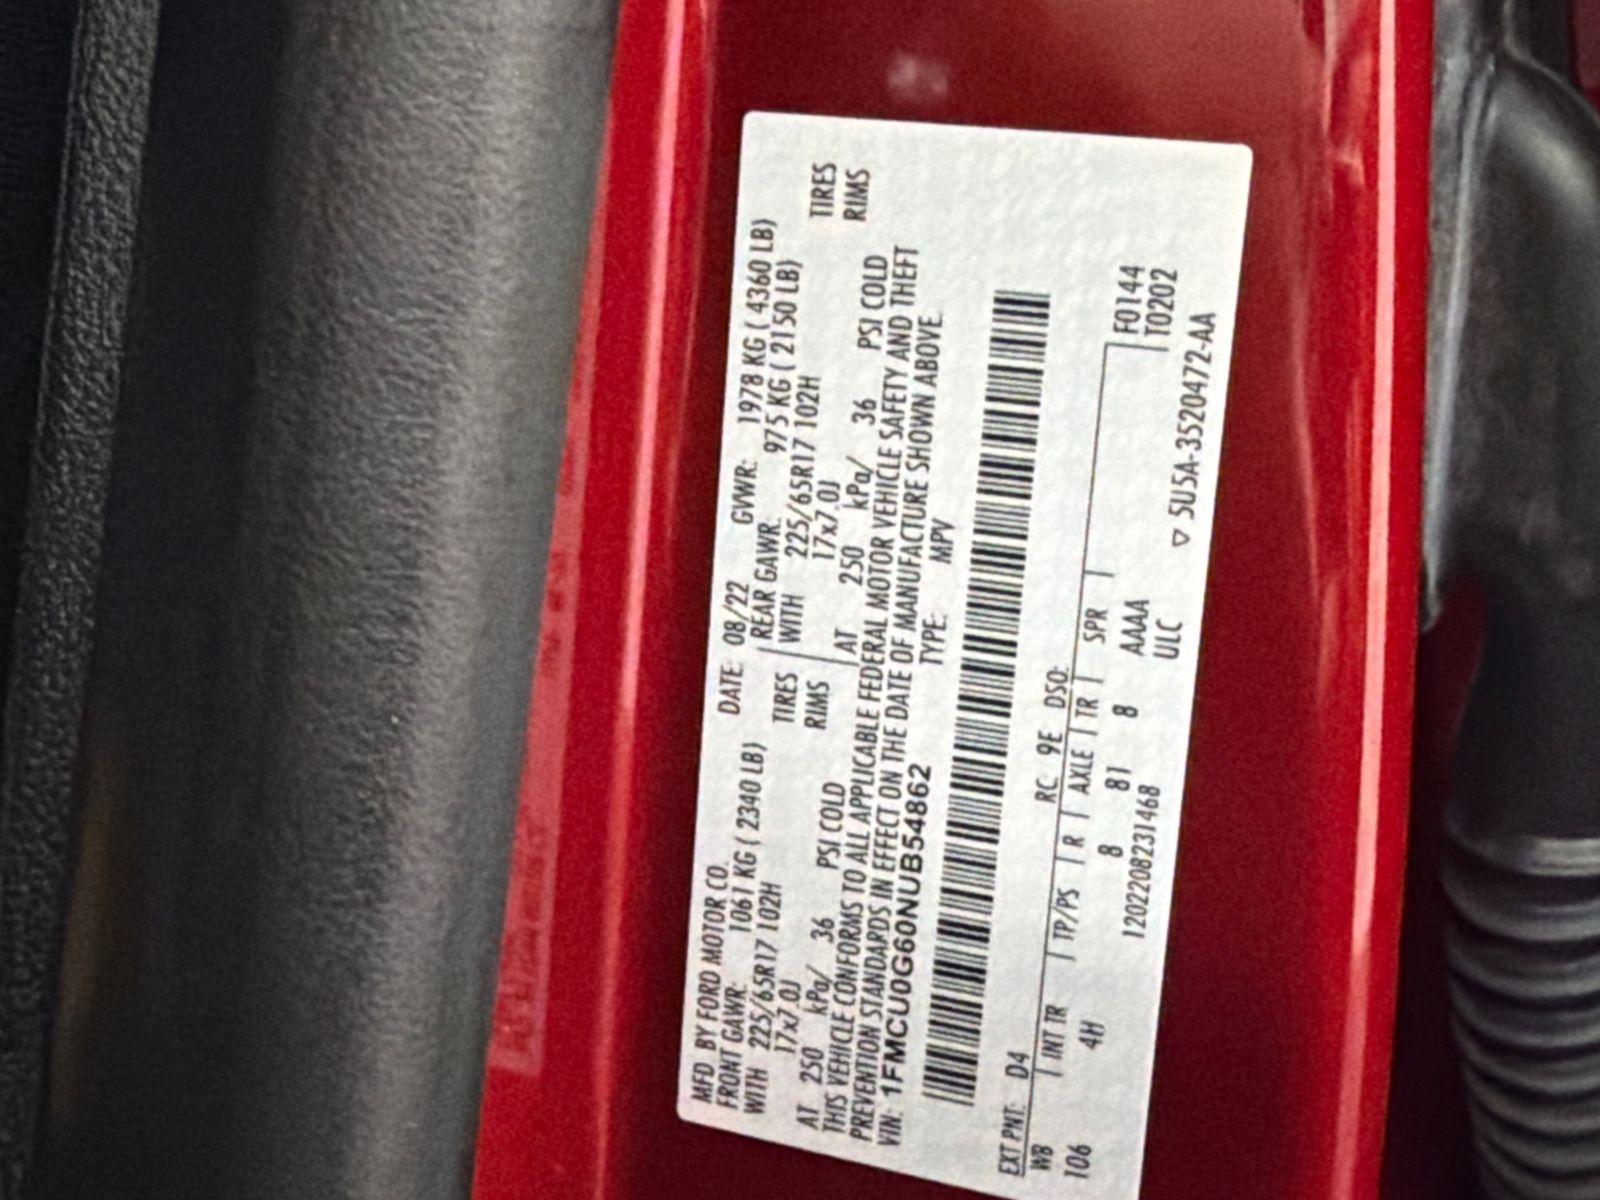 MFD. BY FORD MOTOR CO. DATE: 08/22 GVWR: 1978 KG ( 4360 LB)
FRONT GAWR: 1061 KG ( 2340 LB) REAR GAWR: 975 KG ( 2150 LB)
WITH 225/65R17 102H TIRES WITH 225/65R17 102H TIRES
17x7.0J RIMS 17x7.0J RIMS
AT 250 kPa/ 36 PSI COLD AT 250 kPa/ 36 PSI COLD
THIS VEHICLE CONFORMS TO ALL APPLICABLE FEDERAL MOTOR VEHICLE SAFETY AND THEFT
PREVENTION STANDARDS IN EFFECT ON THE DATE OF MANUFACTURE SHOWN ABOVE.
VIN: 1FMCU0G60NUB54862 TYPE: MPV
EXT PNT: D4 RC: 9E DSO:
WB INT TR TP/PS R AXLE TR SPR F0144
106 4H 8 81 8 AAAA T0202
1202208231468 ULC ▽ 5U5A-3520472-AA